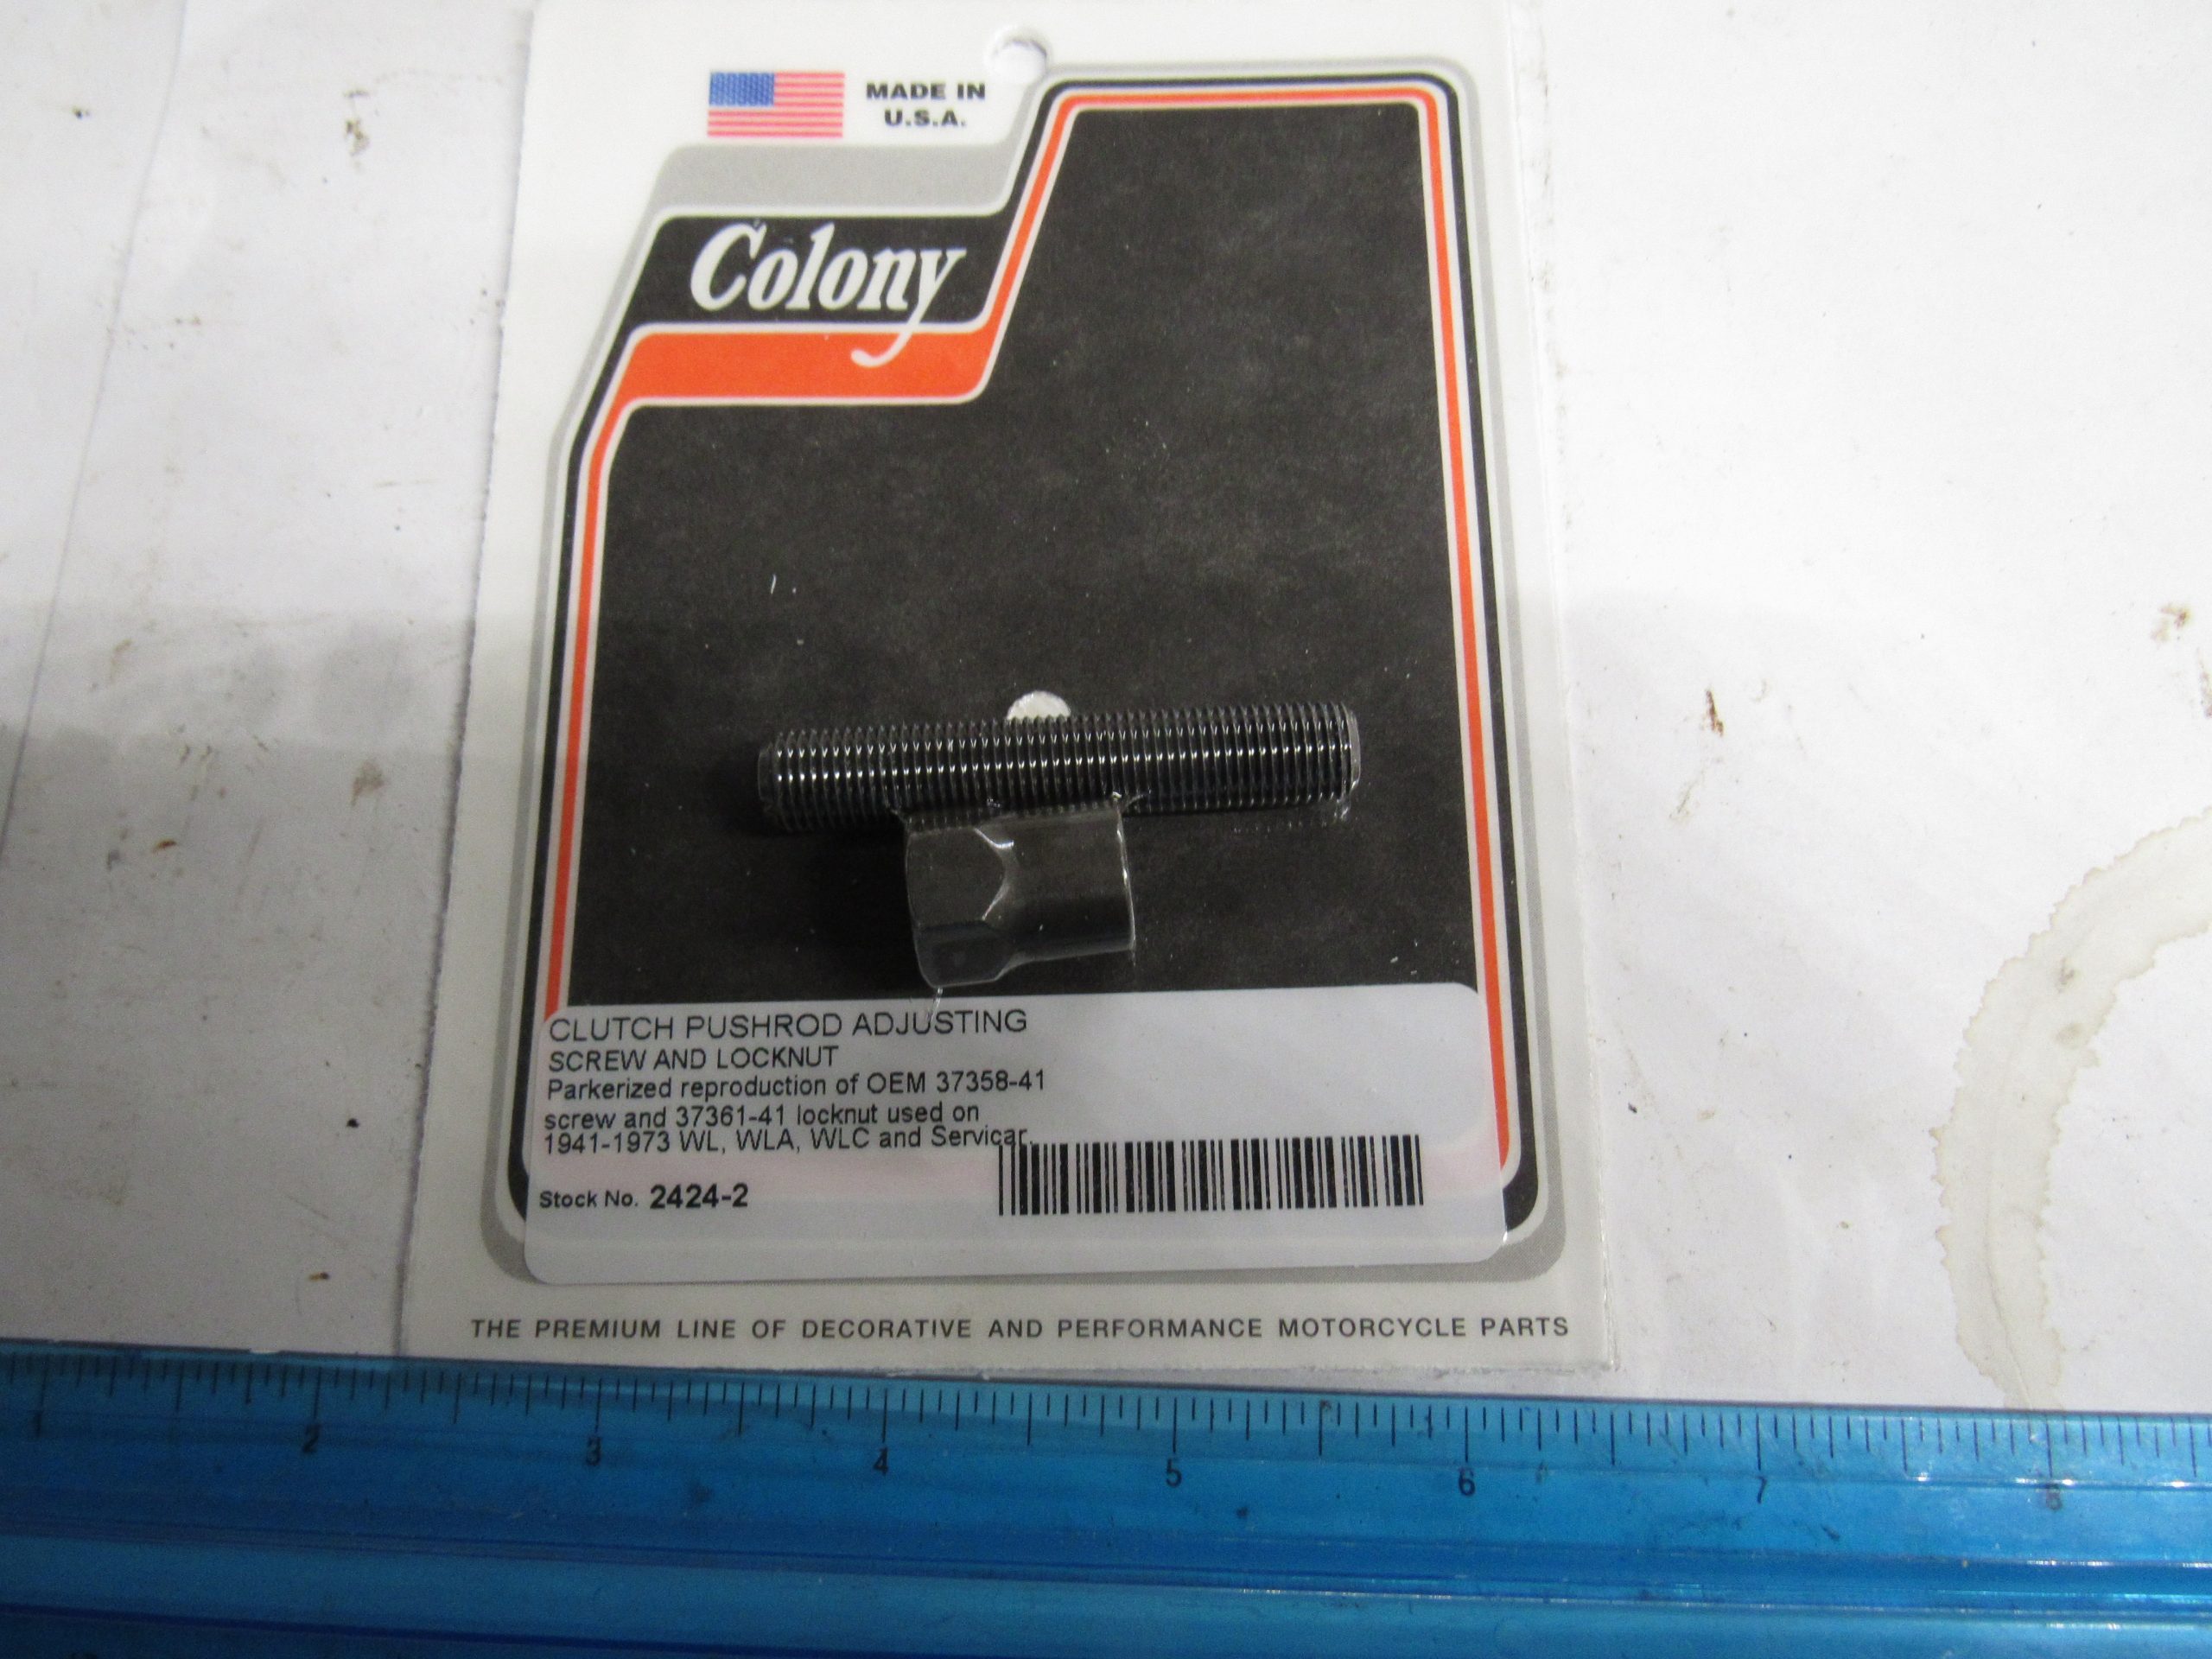 MADE IN
U.S.A.
Colony
CLUTCH PUSHROD ADJUSTING
SCREW AND LOCKNUT
Parkerized reproduction of OEM 37358-41
screw and 37361-41 locknut used on
1941-1973 WL, WLA, WLC and Servicar.
Stock No. 2424-2
THE PREMIUM LINE OF DECORATIVE AND PERFORMANCE MOTORCYCLE PARTS
1 2 3 4 5 6 7 8